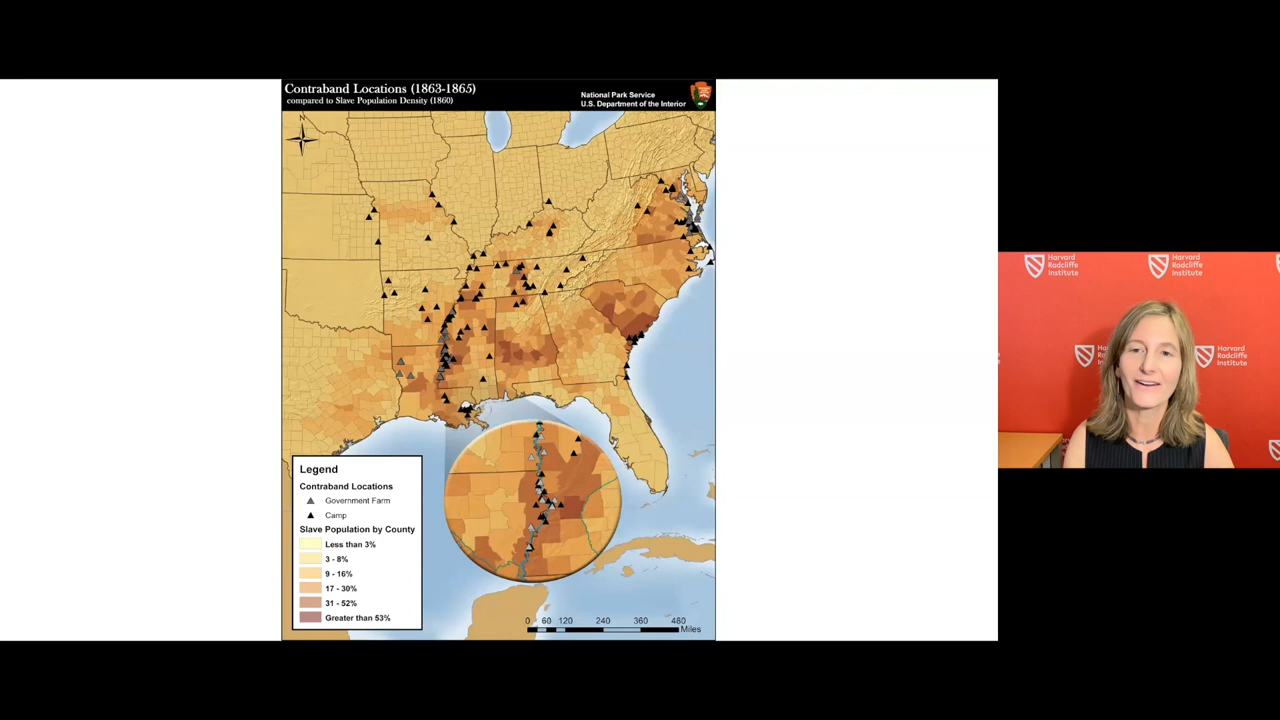 Contraband Locations (1863-1865)
compared to Slave Population Density (1860)
National Park Service
U.S. Department of the Interior
N
Legend
Contraband Locations
Government Farm
Camp
Slave Population by County
Less than 3%
3 - 8%
9 - 16%
17 - 30%
31 - 52%
Greater than 53%
0 60 120 240 360 480
Miles
Harvard
Radcliffe
Institute
Harvard
Radcliffe
Institute
Harvard
Radcliffe
Institute